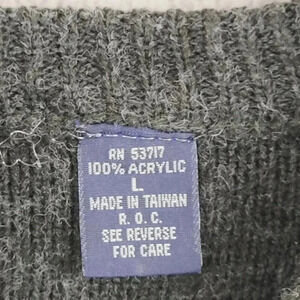 RN 53717
100% ACRYLIC
L
MADE IN TAIWAN
R. O. C.
SEE REVERSE
FOR CARE